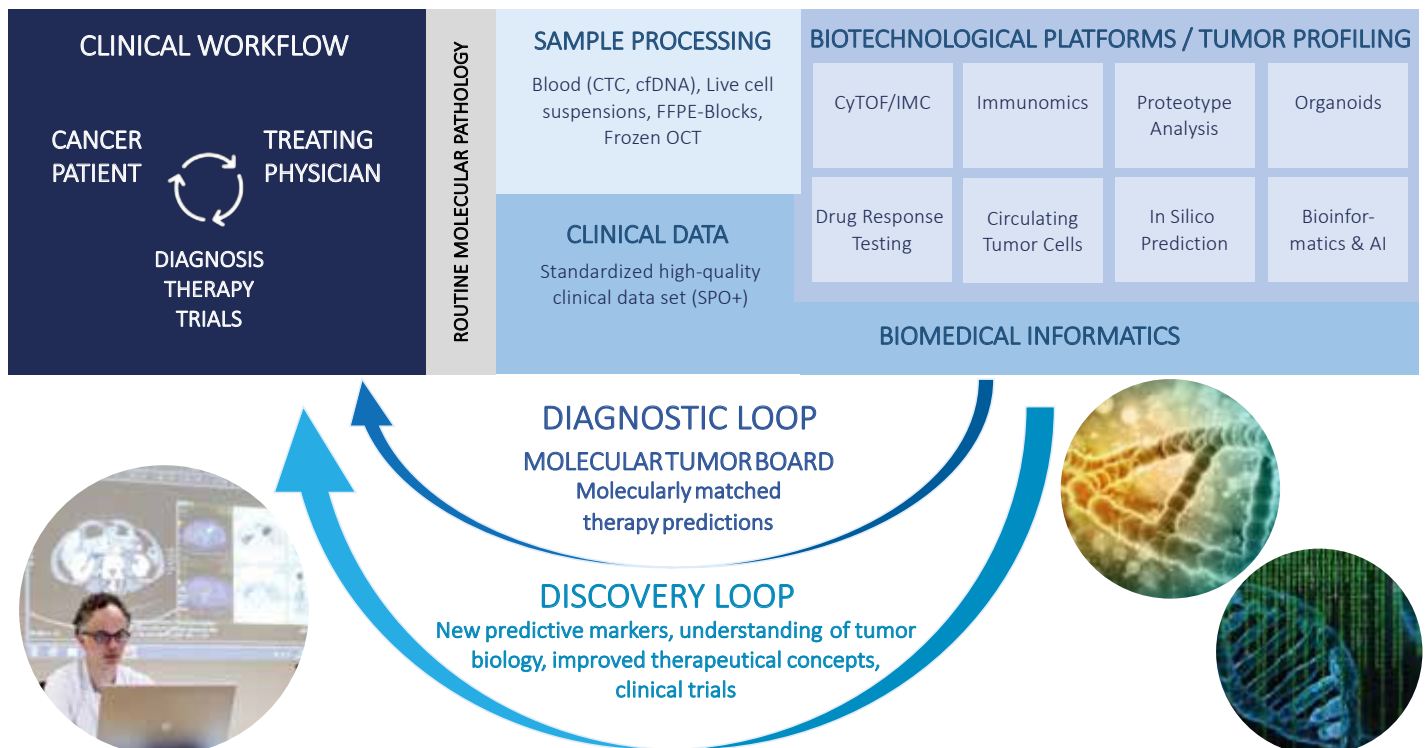 CLINICAL WORKFLOW
CANCER
PATIENT
TREATING
PHYSICIAN
DIAGNOSIS
THERAPY
TRIALS
ROUTINE MOLECULAR PATHOLOGY
SAMPLE PROCESSING
Blood (CTC, cfDNA), Live cell
suspensions, FFPE-Blocks,
Frozen OCT
CLINICAL DATA
Standardized high-quality
clinical data set (SPO+)
BIOTECHNOLOGICAL PLATFORMS / TUMOR PROFILING
CyTOF/IMC
Immunomics
Proteotype
Analysis
Organoids
Drug Response
Testing
Circulating
Tumor Cells
In Silico
Prediction
Bioinfor-
matics & AI
BIOMEDICAL INFORMATICS
DIAGNOSTIC LOOP
MOLECULAR TUMOR BOARD
Molecularly matched
therapy predictions
DISCOVERY LOOP
New predictive markers, understanding of tumor
biology, improved therapeutical concepts,
clinical trials